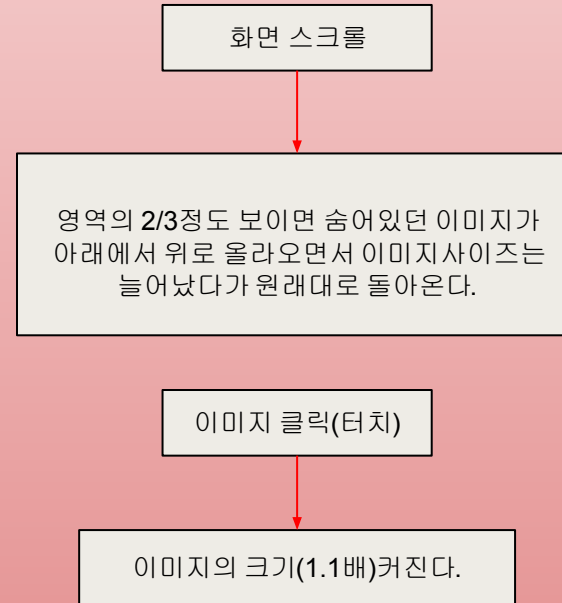 화면 스크롤
영역의 2/3정도 보이면 숨어있던 이미지가
아래에서 위로 올라오면서 이미지사이즈는
늘어났다가 원래대로 돌아온다.
이미지 클릭(터치)
이미지의 크기(1.1배)커진다.